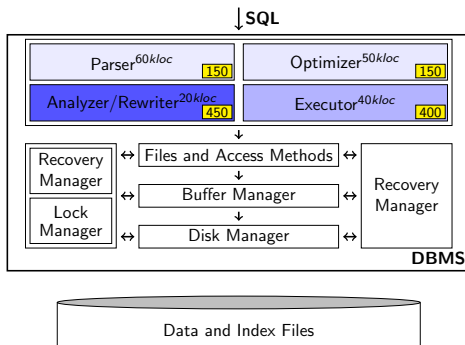 SQL
Parser60kloc
150
Optimizer50kloc
150
Analyzer/Rewriter20kloc
450
Executor40kloc
400
Recovery
Manager
Lock
Manager
Files and Access Methods
Buffer Manager
Disk Manager
Recovery
Manager
DBMS
Data and Index Files